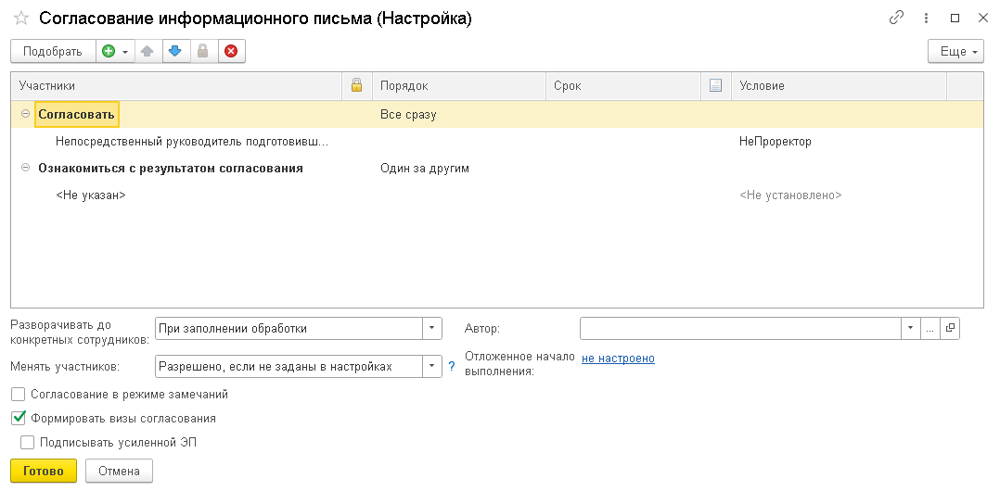 Согласование информационного письма (Настройка)
Подобрать
Еще
Участники Порядок Срок Условие
Согласовать Все сразу
Непосредственный руководитель подготовивш... НеПроректор
Ознакомиться с результатом согласования Один за другим
<Не указан> <Не установлено>
Разворачивать до
конкретных сотрудников: При заполнении обработки
Автор: ...
Менять участников: Разрешено, если не заданы в настройках ?
Отложенное начало
выполнения: не настроено
Согласование в режиме замечаний
Формировать визы согласования
Подписывать усиленной ЭП
Готово Отмена